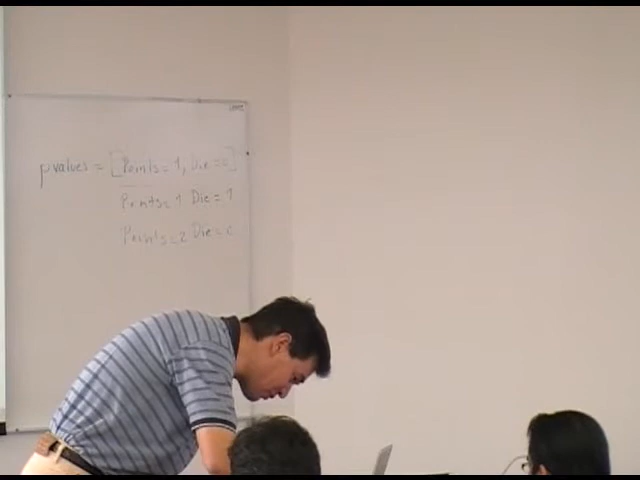 pvalues = [Points=1, Die=0]
Points=1 Die=1
Points=2 Die=0